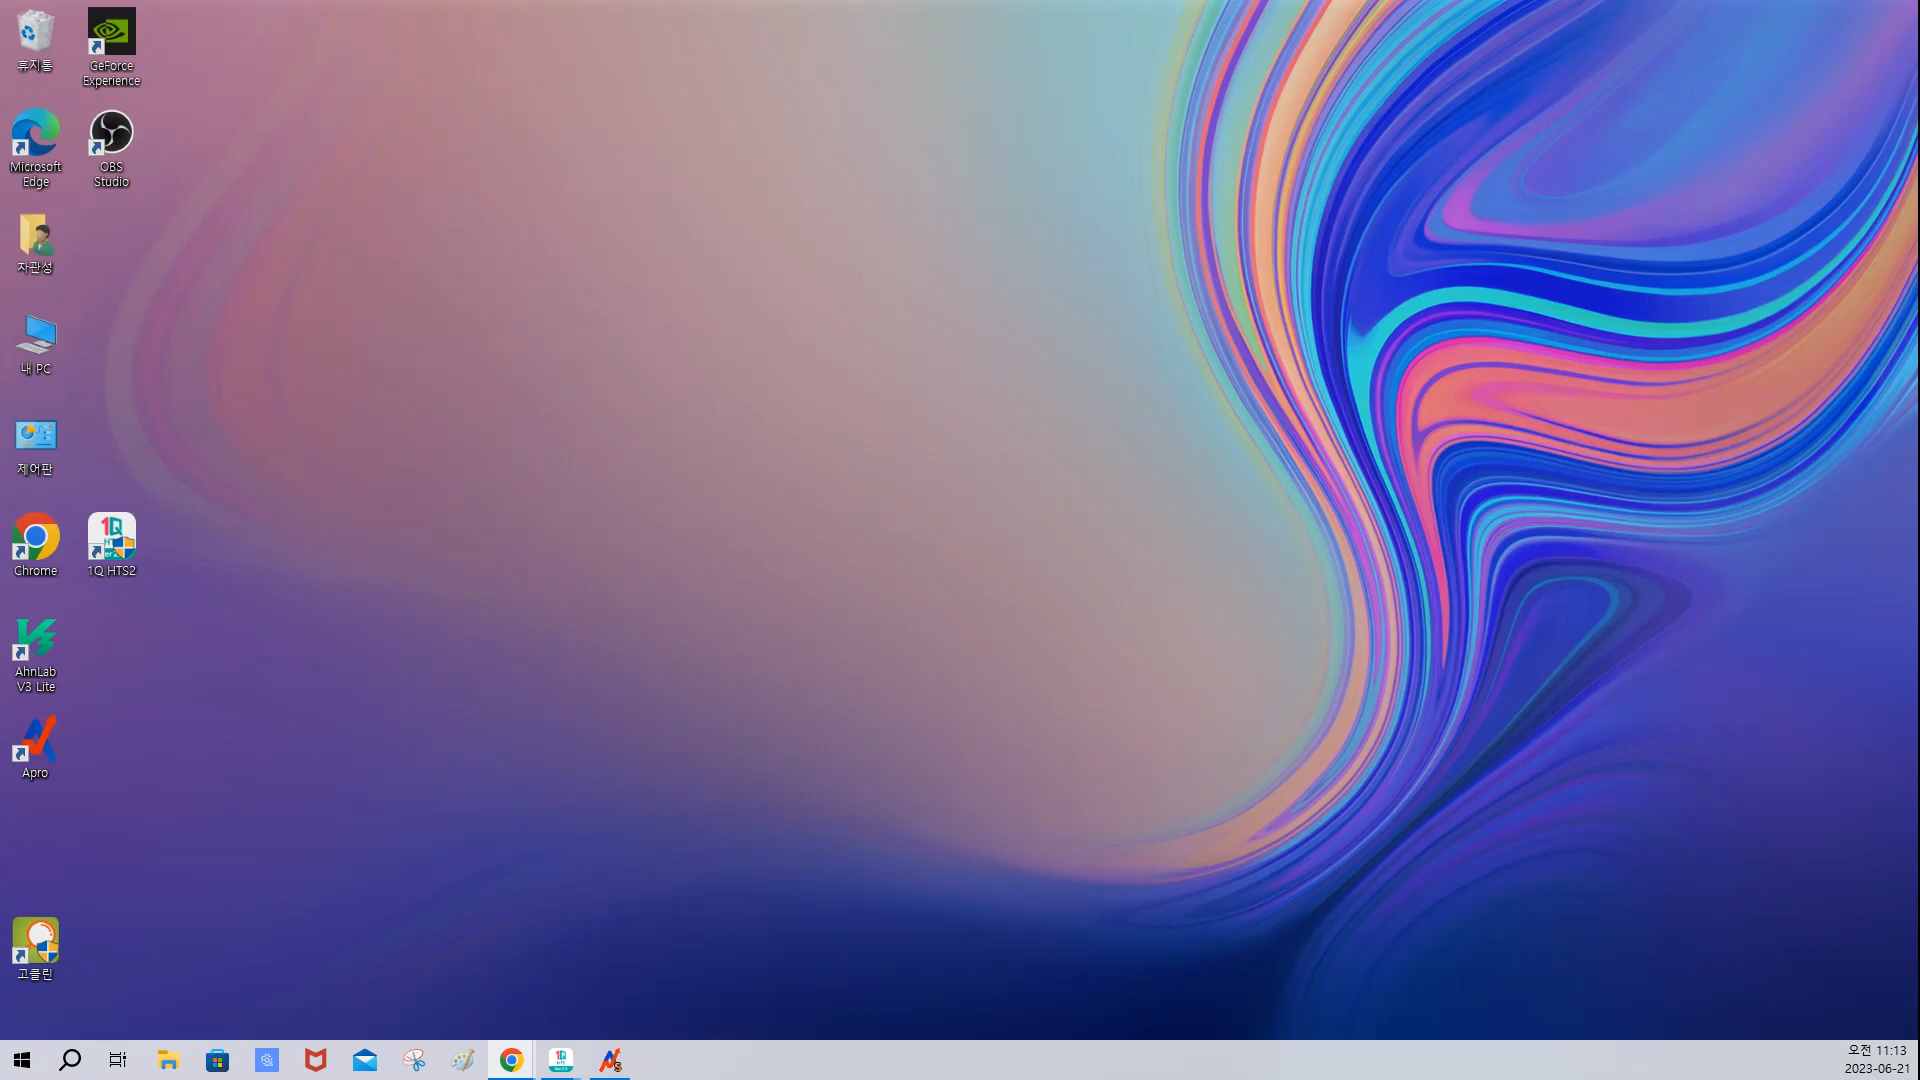 휴지통
GeForce
Experience
Microsoft
Edge
OBS
Studio
차관성
내 PC
제어판
Chrome
1Q HTS2
AhnLab
V3 Lite
Apro
고클린
오전 11:13
2023-06-21